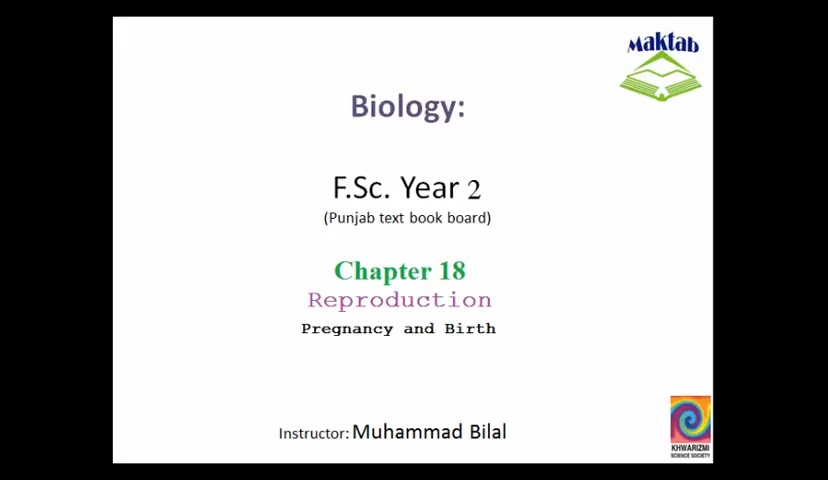 Maktab
Biology:
F.Sc. Year 2
(Punjab text book board)
Chapter 18
Reproduction
Pregnancy and Birth
Instructor: Muhammad Bilal
KHWARIZMI
SCIENCE SOCIETY